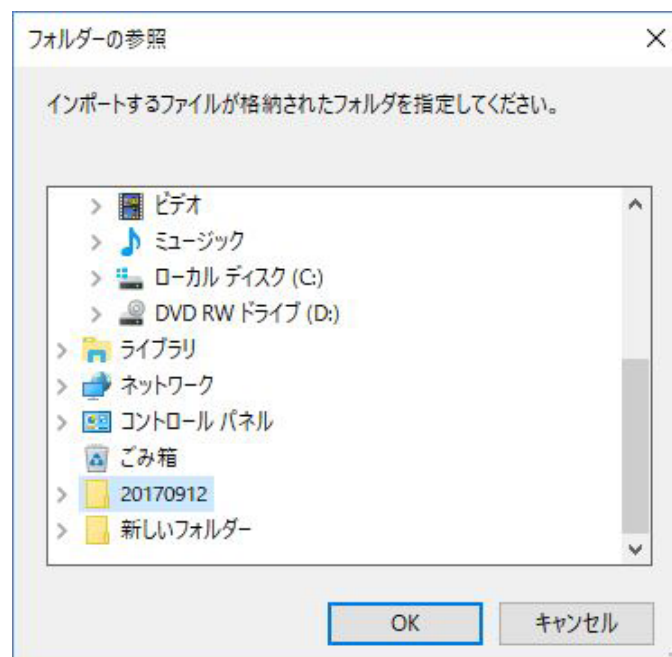 フォルダーの参照
インポートするファイルが格納されたフォルダを指定してください。
ビデオ
ミュージック
ローカル ディスク (C:)
DVD RW ドライブ (D:)
ライブラリ
ネットワーク
コントロール パネル
ごみ箱
20170912
新しいフォルダー
OK
キャンセル